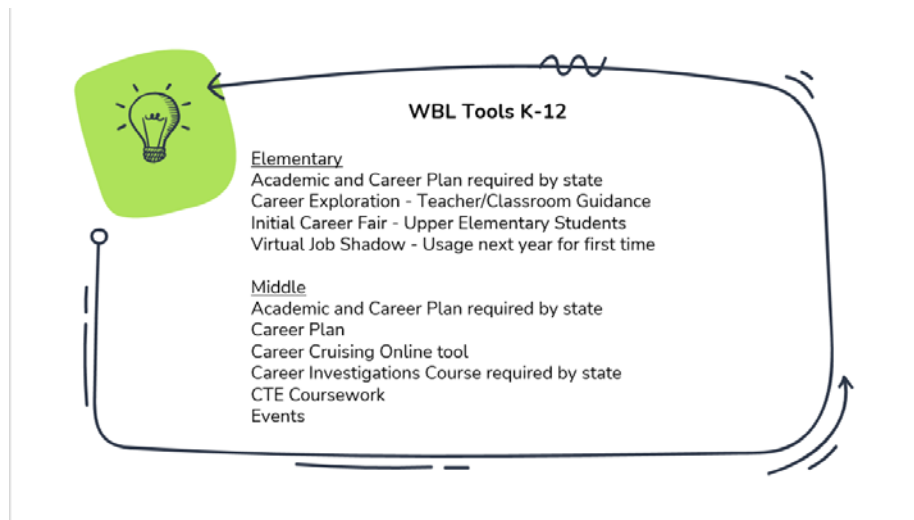 WBL Tools K-12
Elementary
Academic and Career Plan required by state
Career Exploration - Teacher/Classroom Guidance
Initial Career Fair - Upper Elementary Students
Virtual Job Shadow - Usage next year for first time
Middle
Academic and Career Plan required by state
Career Plan
Career Cruising Online tool
Career Investigations Course required by state
CTE Coursework
Events